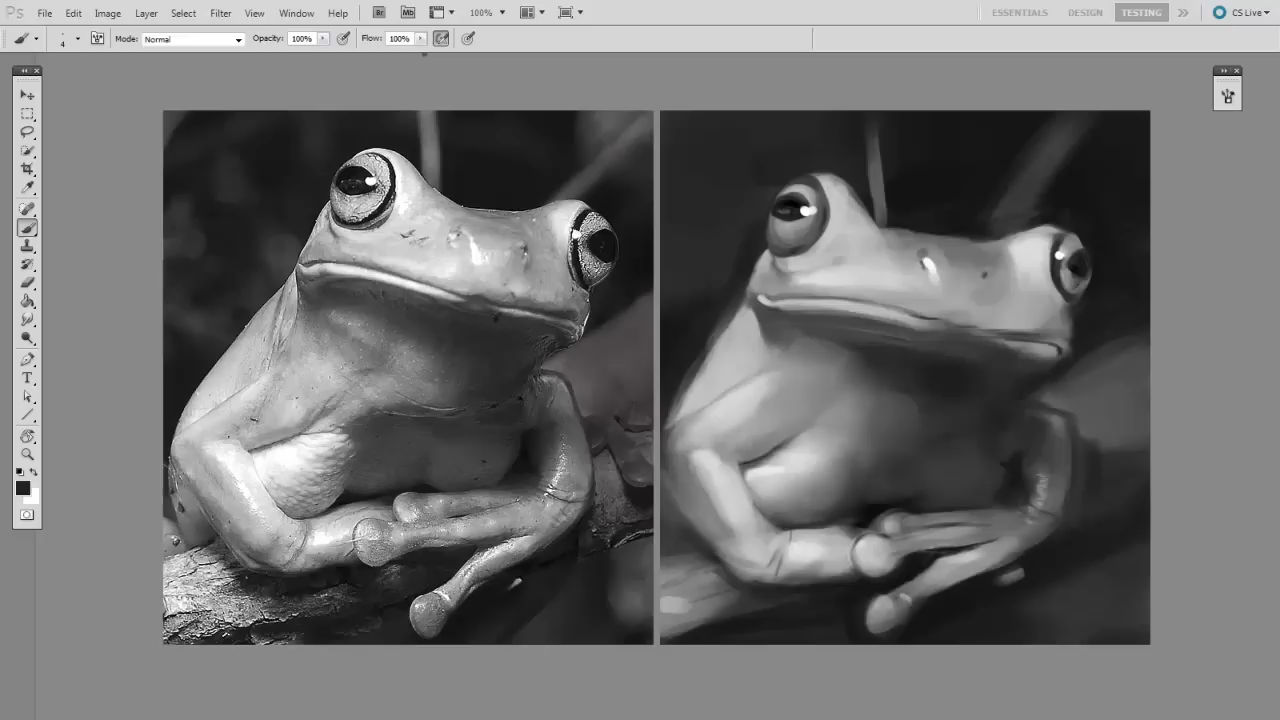 Ps File Edit Image Layer Select Filter View Window Help Br Mb 100% ESSENTIALS DESIGN TESTING CS Live
4 Mode: Normal Opacity: 100% Flow: 100%
T